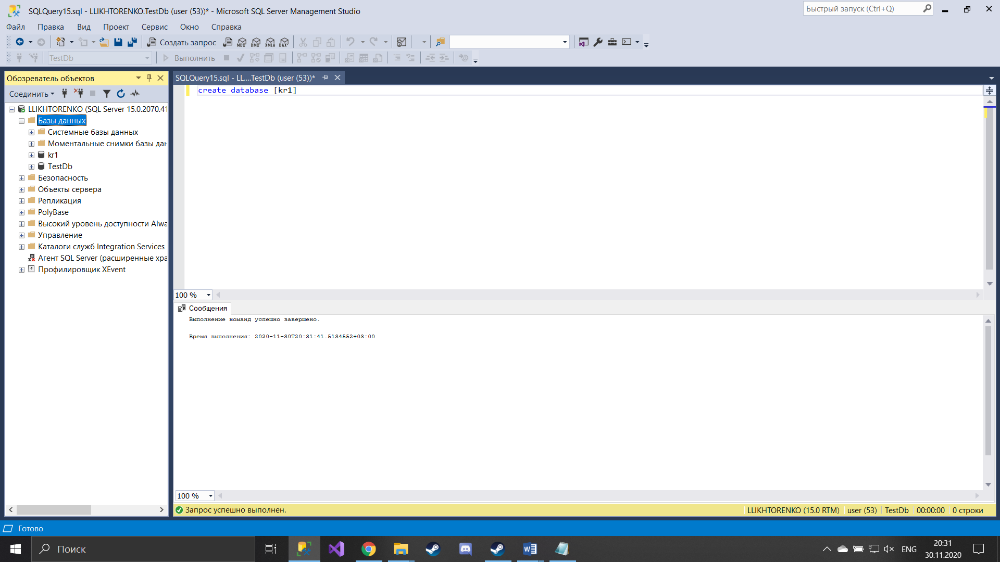 SQLQuery15.sql - LLIKHTORENKO.TestDb (user (53))* - Microsoft SQL Server Management Studio
Быстрый запуск (Ctrl+Q)
Файл Правка Вид Проект Сервис Окно Справка
Создать запрос MDX DMX XMLA DAX
TestDb Выполнить
Обозреватель объектов
Соединить
LLIKHTORENKO (SQL Server 15.0.2070.41
Базы данных
Системные базы данных
Моментальные снимки базы дан
kr1
TestDb
Безопасность
Объекты сервера
Репликация
PolyBase
Высокий уровень доступности Alwa
Управление
Каталоги служб Integration Services
Агент SQL Server (расширенные хра
Профилировщик XEvent
SQLQuery15.sql - LL....TestDb (user (53))*
create database [kr1]
100 %
Сообщения
Выполнение команд успешно завершено.
Время выполнения: 2020-11-30T20:31:41.5134552+03:00
100 %
Запрос успешно выполнен.
LLIKHTORENKO (15.0 RTM) user (53) TestDb 00:00:00 0 строки
Готово
Поиск
ENG
20:31
30.11.2020